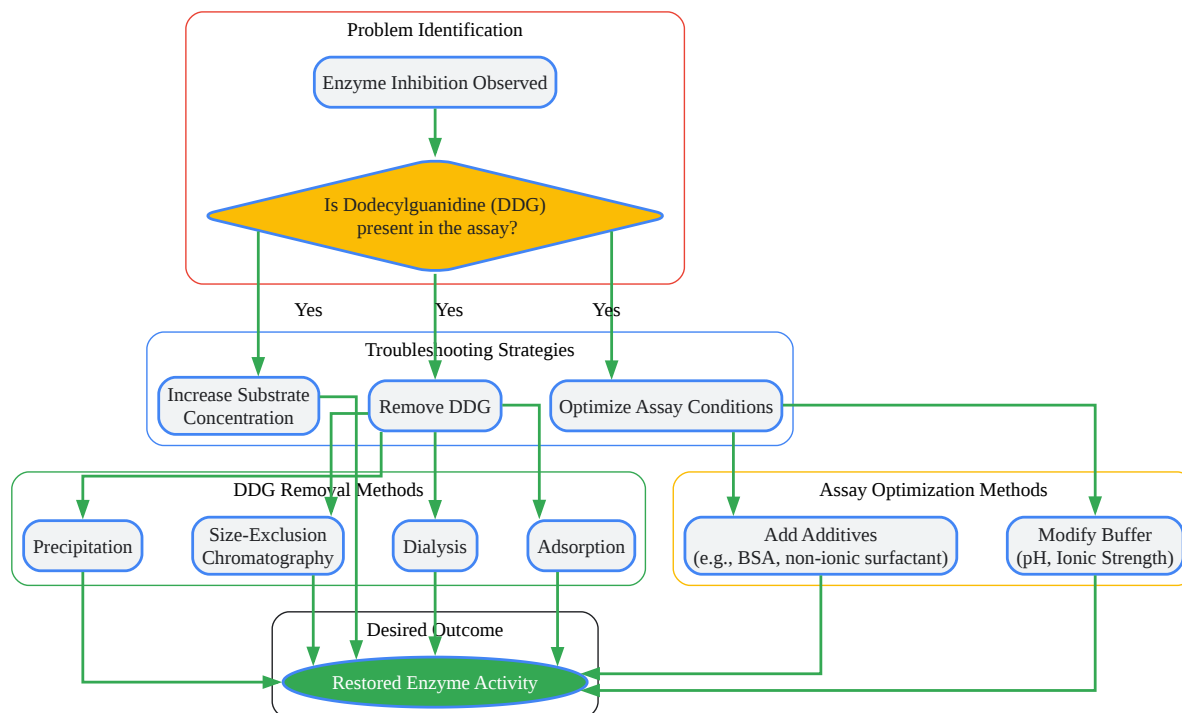 Problem Identification
Enzyme Inhibition Observed
Is Dodecylguanidine (DDG)
present in the assay?
Yes
Yes
Yes
Troubleshooting Strategies
Increase Substrate
Concentration
Remove DDG
Optimize Assay Conditions
DDG Removal Methods
Assay Optimization Methods
Precipitation
Size-Exclusion
Chromatography
Dialysis
Adsorption
Add Additives
(e.g., BSA, non-ionic surfactant)
Modify Buffer
(pH, Ionic Strength)
Desired Outcome
Restored Enzyme Activity